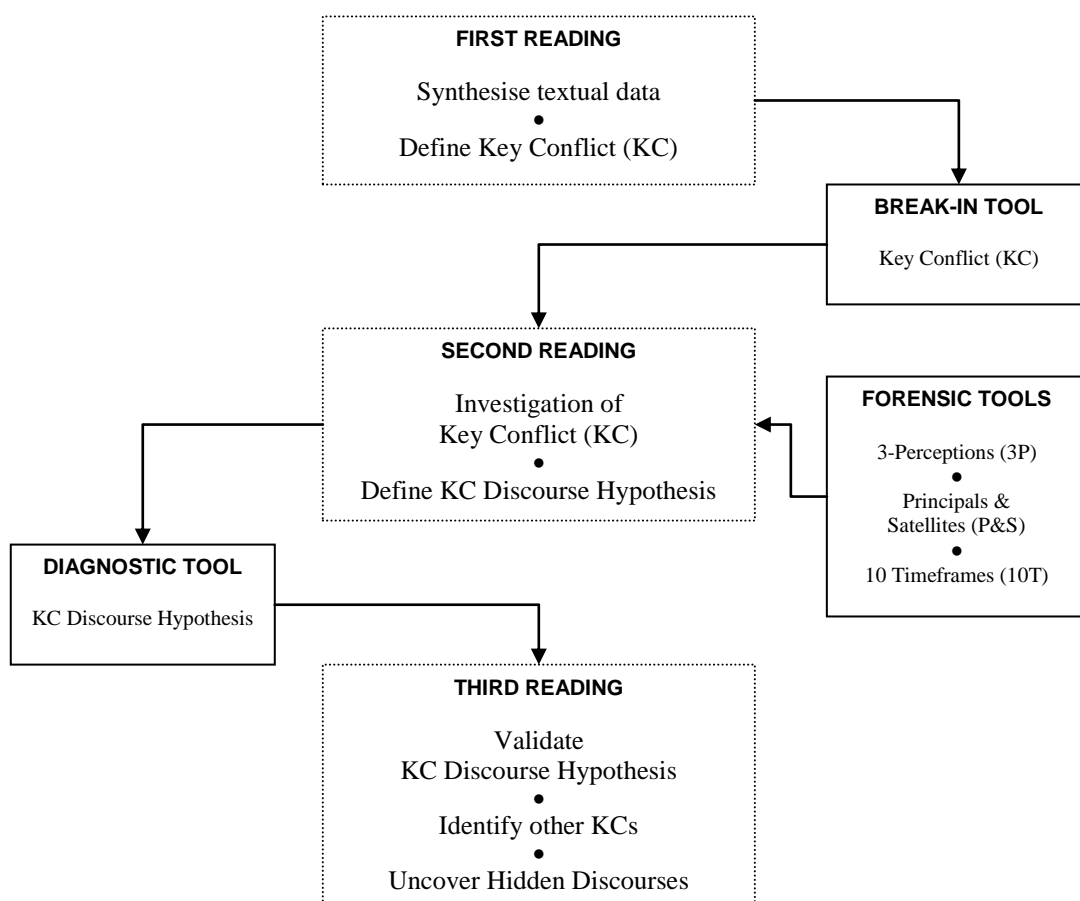 FIRST READING
Synthesise textual data
•
Define Key Conflict (KC)
BREAK-IN TOOL
Key Conflict (KC)
SECOND READING
Investigation of
Key Conflict (KC)
•
Define KC Discourse Hypothesis
FORENSIC TOOLS
3-Perceptions (3P)
•
Principals &
Satellites (P&S)
•
10 Timeframes (10T)
DIAGNOSTIC TOOL
KC Discourse Hypothesis
THIRD READING
Validate
KC Discourse Hypothesis
•
Identify other KCs
•
Uncover Hidden Discourses